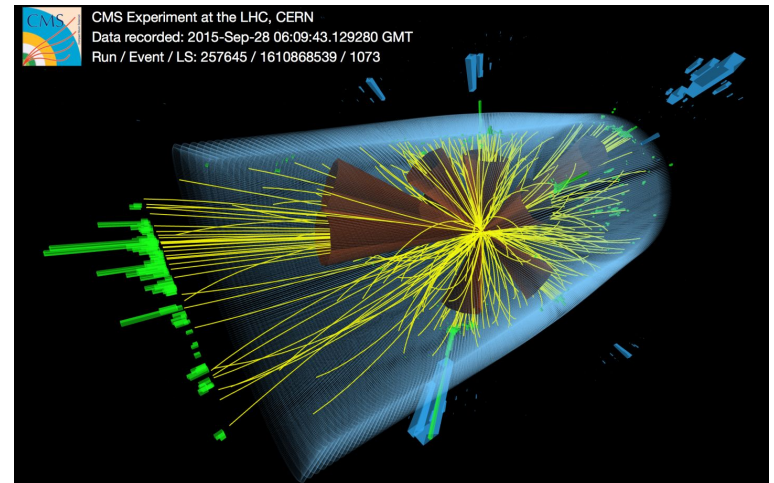 CMS
CMS Experiment at the LHC, CERN
Data recorded: 2015-Sep-28 06:09:43.129280 GMT
Run / Event / LS: 257645 / 1610868539 / 1073